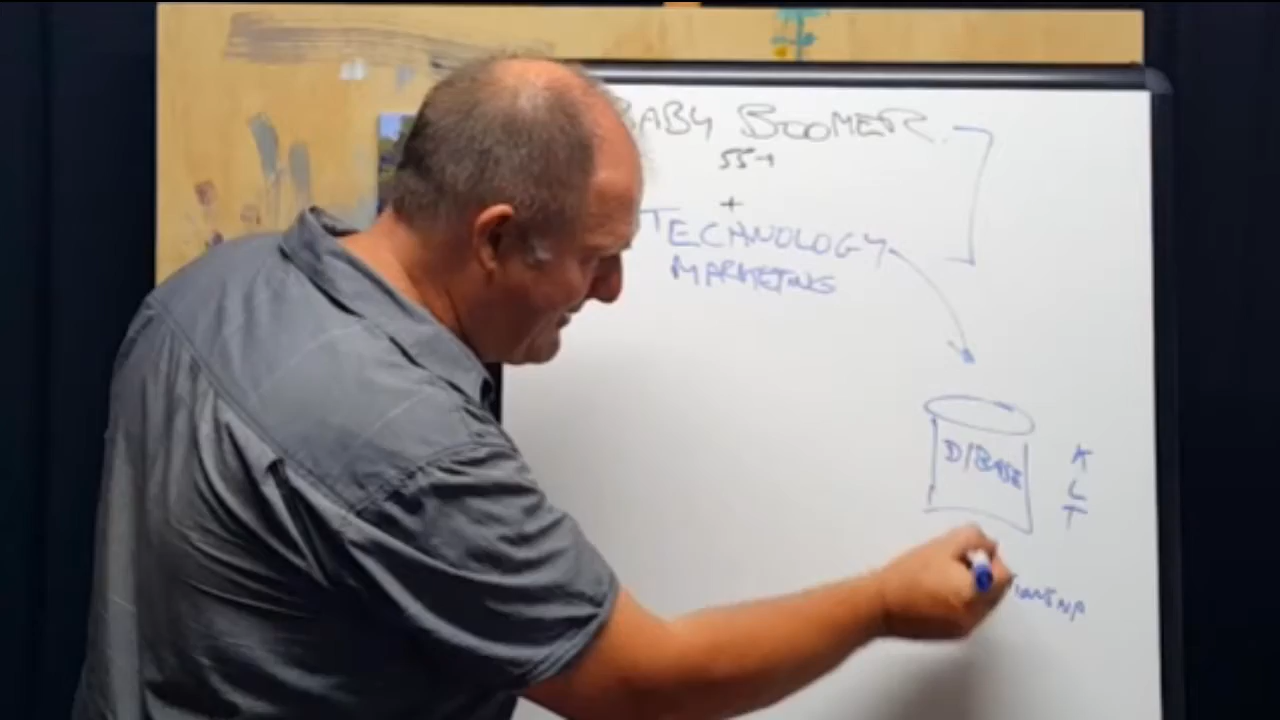 BABY BOOMER
55+
+
TECHNOLOGY
MARKETING
D/BASE
K
L
T